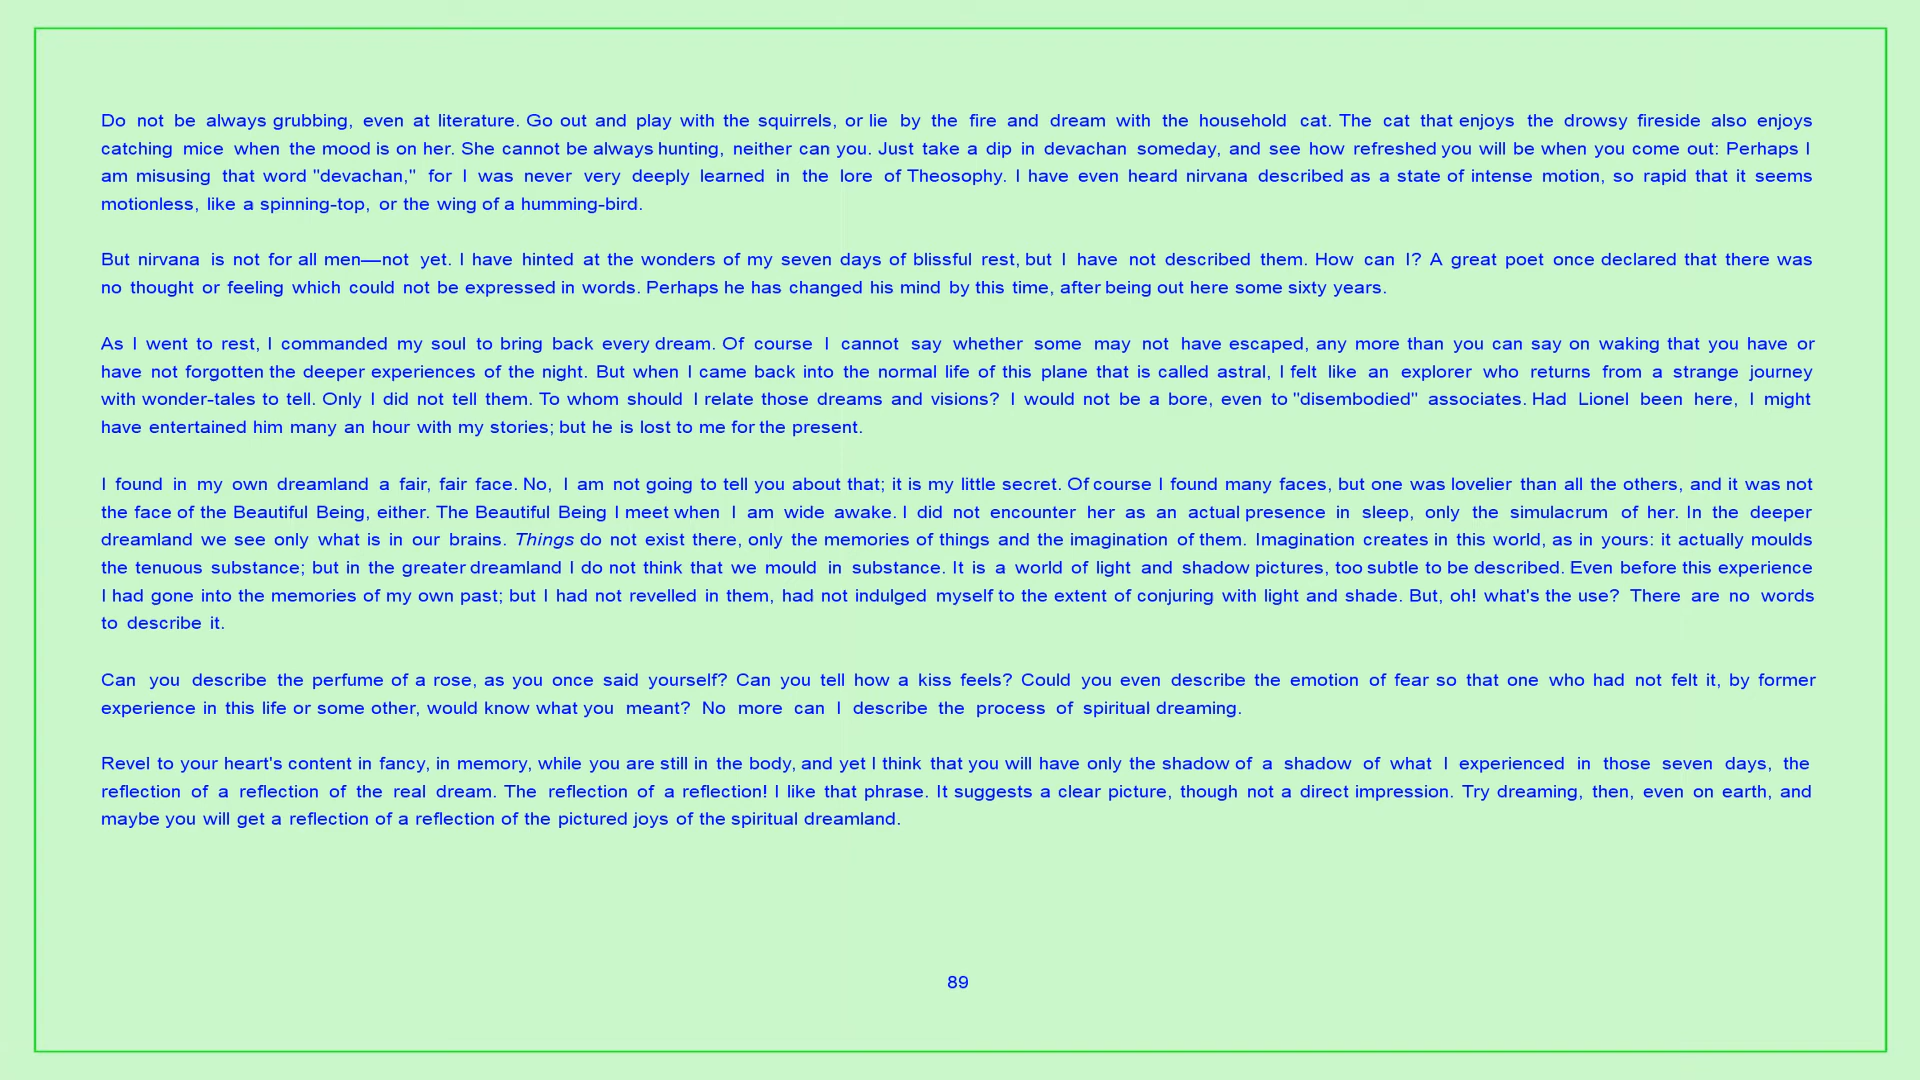 Do not be always grubbing, even at literature. Go out and play with the squirrels, or lie by the fire and dream with the household cat. The cat that enjoys the drowsy fireside also enjoys
catching mice when the mood is on her. She cannot be always hunting, neither can you. Just take a dip in devachan someday, and see how refreshed you will be when you come out: Perhaps I
am misusing that word "devachan," for I was never very deeply learned in the lore of Theosophy. I have even heard nirvana described as a state of intense motion, so rapid that it seems
motionless, like a spinning-top, or the wing of a humming-bird.
But nirvana is not for all men—not yet. I have hinted at the wonders of my seven days of blissful rest, but I have not described them. How can I? A great poet once declared that there was
no thought or feeling which could not be expressed in words. Perhaps he has changed his mind by this time, after being out here some sixty years.
As I went to rest, I commanded my soul to bring back every dream. Of course I cannot say whether some may not have escaped, any more than you can say on waking that you have or
have not forgotten the deeper experiences of the night. But when I came back into the normal life of this plane that is called astral, I felt like an explorer who returns from a strange journey
with wonder-tales to tell. Only I did not tell them. To whom should I relate those dreams and visions? I would not be a bore, even to "disembodied" associates. Had Lionel been here, I might
have entertained him many an hour with my stories; but he is lost to me for the present.
I found in my own dreamland a fair, fair face. No, I am not going to tell you about that; it is my little secret. Of course I found many faces, but one was lovelier than all the others, and it was not
the face of the Beautiful Being, either. The Beautiful Being I meet when I am wide awake. I did not encounter her as an actual presence in sleep, only the simulacrum of her. In the deeper
dreamland we see only what is in our brains. Things do not exist there, only the memories of things and the imagination of them. Imagination creates in this world, as in yours: it actually moulds
the tenuous substance; but in the greater dreamland I do not think that we mould in substance. It is a world of light and shadow pictures, too subtle to be described. Even before this experience
I had gone into the memories of my own past; but I had not revelled in them, had not indulged myself to the extent of conjuring with light and shade. But, oh! what's the use? There are no words
to describe it.
Can you describe the perfume of a rose, as you once said yourself? Can you tell how a kiss feels? Could you even describe the emotion of fear so that one who had not felt it, by former
experience in this life or some other, would know what you meant? No more can I describe the process of spiritual dreaming.
Revel to your heart's content in fancy, in memory, while you are still in the body, and yet I think that you will have only the shadow of a shadow of what I experienced in those seven days, the
reflection of a reflection of the real dream. The reflection of a reflection! I like that phrase. It suggests a clear picture, though not a direct impression. Try dreaming, then, even on earth, and
maybe you will get a reflection of a reflection of the pictured joys of the spiritual dreamland.
89